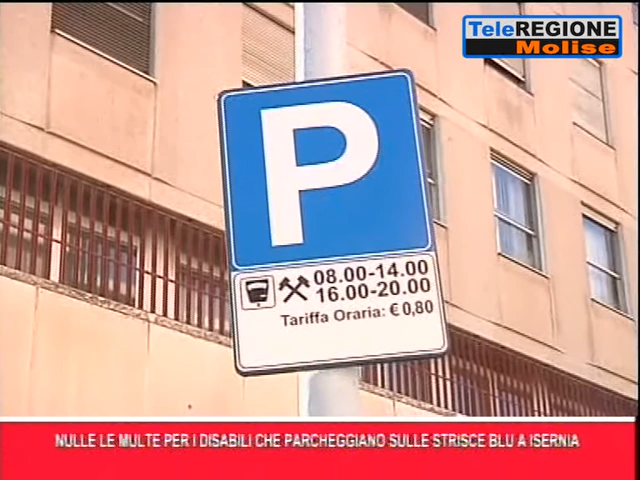 TeleREGIONE
Molise
P
08.00-14.00
16.00-20.00
Tariffa Oraria: € 0,80
NULLE LE MULTE PER I DISABILI CHE PARCHEGGIANO SULLE STRISCE BLU A ISERNIA